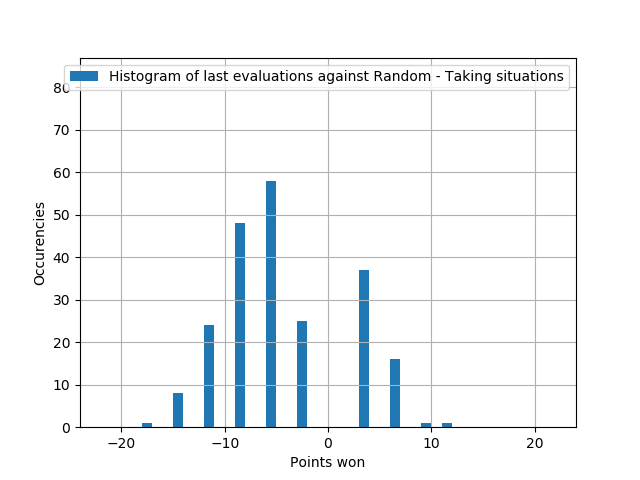 Histogram of last evaluations against Random - Taking situations
80
70
60
50
40
30
20
10
0
Occurencies
−20 −10 0 10 20
Points won